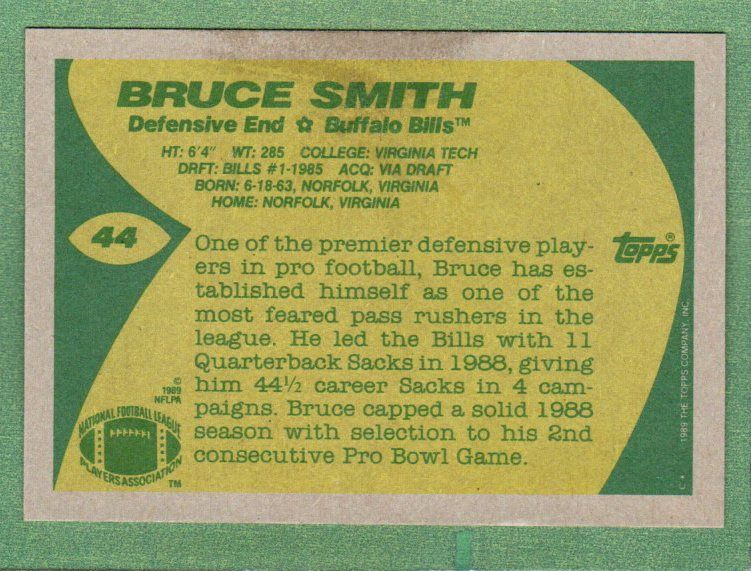 BRUCE SMITH
Defensive End ✩ Buffalo Bills™
HT: 6'4" WT: 285 COLLEGE: VIRGINIA TECH
DRFT: BILLS #1-1985 ACQ: VIA DRAFT
BORN: 6-18-63, NORFOLK, VIRGINIA
HOME: NORFOLK, VIRGINIA
44
topps®
One of the premier defensive play-
ers in pro football, Bruce has es-
tablished himself as one of the
most feared pass rushers in the
league. He led the Bills with 11
Quarterback Sacks in 1988, giving
him 44½ career Sacks in 4 cam-
paigns. Bruce capped a solid 1988
season with selection to his 2nd
consecutive Pro Bowl Game.
©
1989
NFLPA
NATIONAL FOOTBALL LEAGUE
PLAYERS ASSOCIATION
TM
C* 1989 THE TOPPS COMPANY, INC.